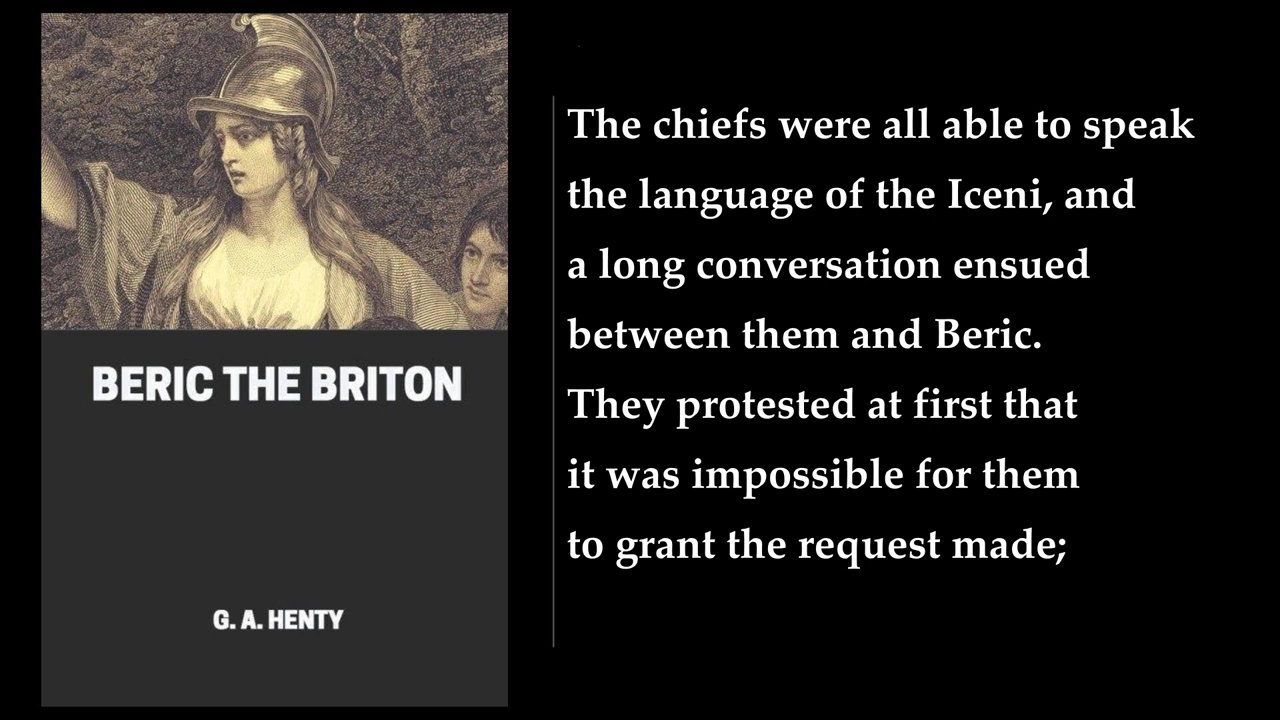 BERIC THE BRITON
G. A. HENTY
The chiefs were all able to speak
the language of the Iceni, and
a long conversation ensued
between them and Beric.
They protested at first that
it was impossible for them
to grant the request made;